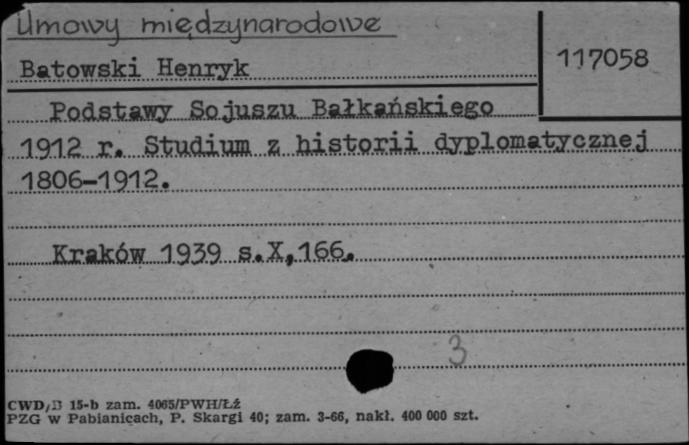 Umowy międzynarodowe
117058
Batowski Henryk
Podstawy Sojuszu Bałkańskiego
1912 r. Studium z historii dyplomatycznej
1806-1912.
Kraków 1939 s.X,166.
3
CWD/B 15-b zam. 4065/PWH/Łź
PZG w Pabianicach, P. Skargi 40; zam. 3-66, nakł. 400 000 szt.